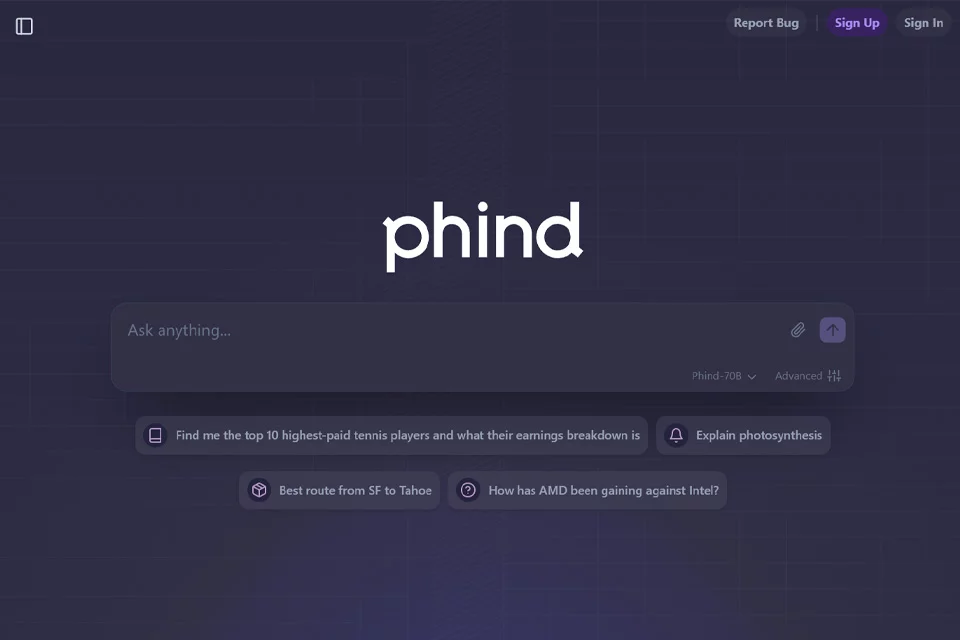 Report Bug | Sign Up Sign In
phind
Ask anything...
Phind-70B Advanced
Find me the top 10 highest-paid tennis players and what their earnings breakdown is Explain photosynthesis
Best route from SF to Tahoe How has AMD been gaining against Intel?